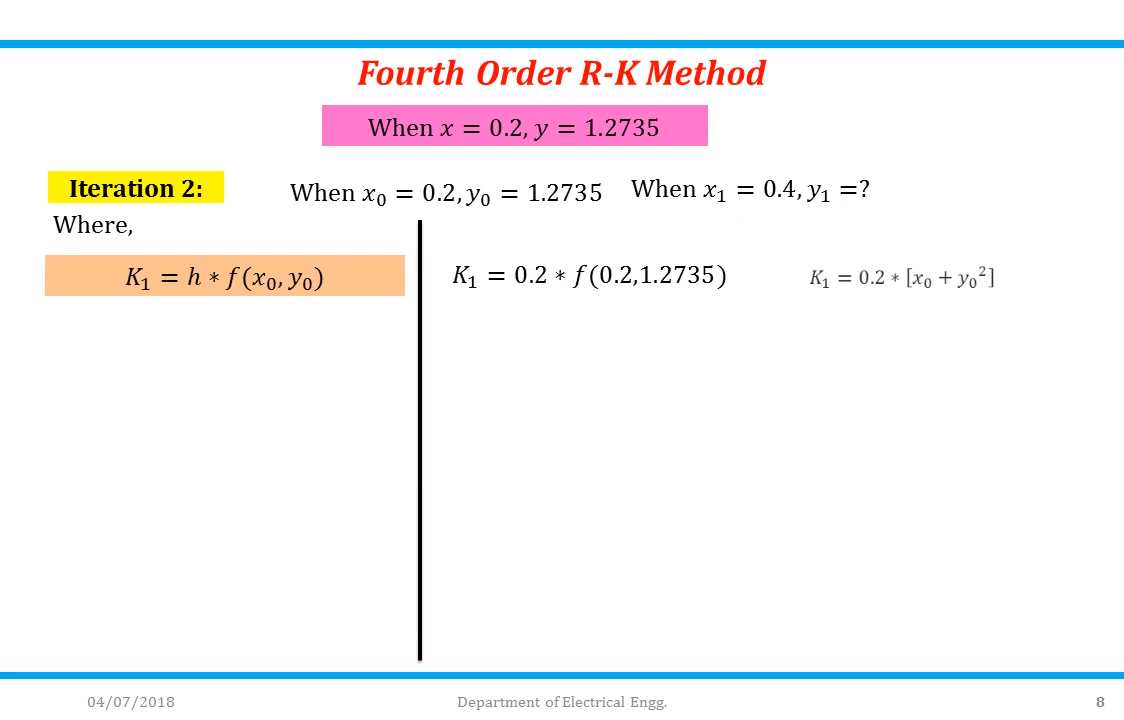 Fourth Order R-K Method
When 𝑥 = 0.2, 𝑦 = 1.2735
Iteration 2:
When 𝑥₀ = 0.2, 𝑦₀ = 1.2735
When 𝑥₁ = 0.4, 𝑦₁ =?
Where,
𝐾₁ = ℎ ∗ 𝑓(𝑥₀, 𝑦₀)
𝐾₁ = 0.2 ∗ 𝑓(0.2,1.2735)
𝐾₁ = 0.2 ∗ [𝑥₀ + 𝑦₀²]
04/07/2018
Department of Electrical Engg.
8